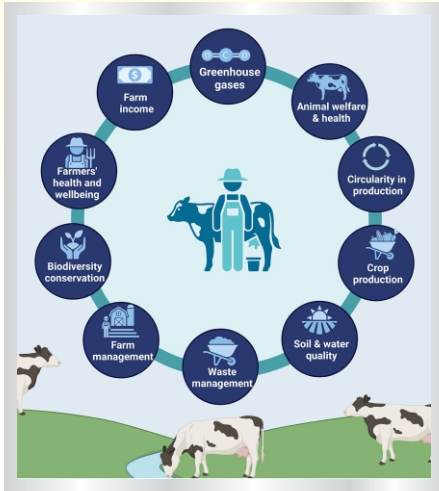 Greenhouse
gases
Animal welfare
& health
Circularity in
production
Crop
production
Soil & water
quality
Waste
management
Farm
management
Biodiversity
conservation
Farmers'
health and
wellbeing
Farm
income
$
O C O